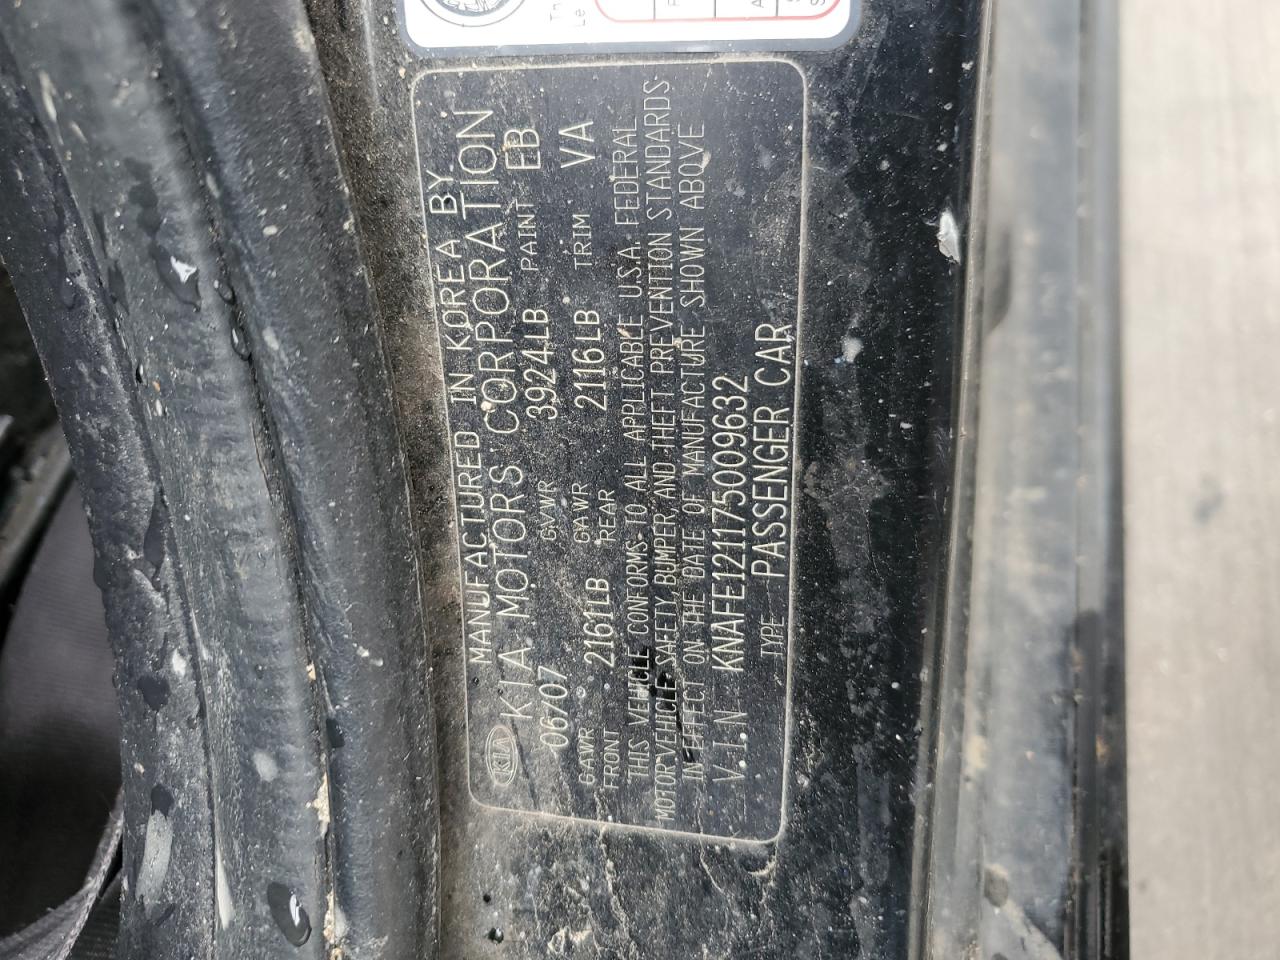 MANUFACTURED IN KOREA BY
KIA KIA MOTORS CORPORATION
06/07 GVWR 3924LB PAINT EB
GAWR FRONT 2161LB GAWR REAR 2116LB TRIM VA
THIS VEHICLE CONFORMS TO ALL APPLICABLE U.S.A. FEDERAL
MOTOR VEHICLE SAFETY, BUMPER, AND THEFT PREVENTION STANDARDS
IN EFFECT ON THE DATE OF MANUFACTURE SHOWN ABOVE
V.I.N KNAFE121175009632
TYPE PASSENGER CAR